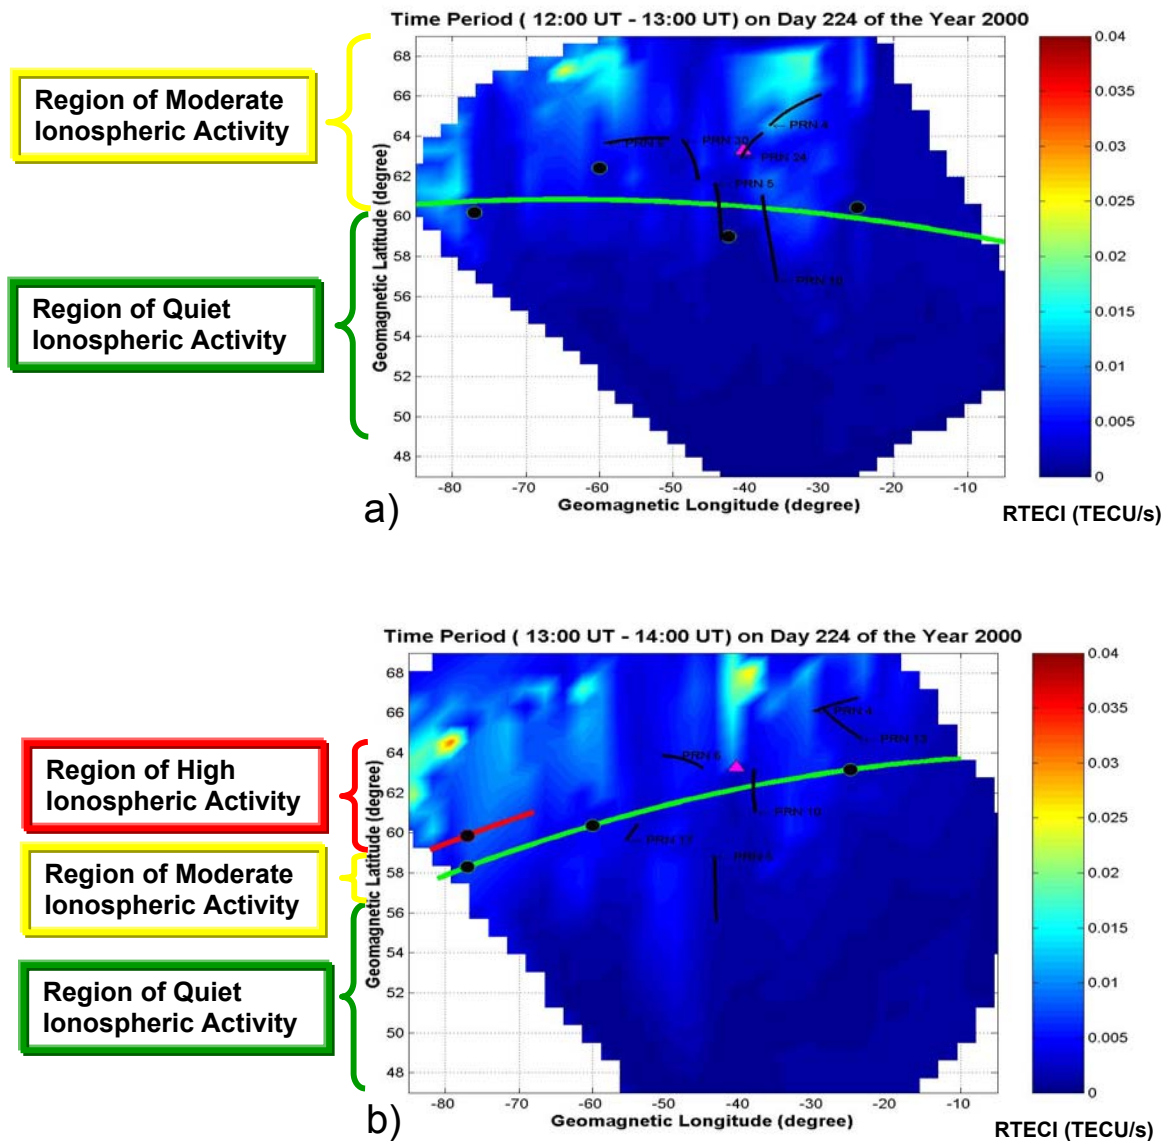 Time Period ( 12:00 UT - 13:00 UT) on Day 224 of the Year 2000
Region of Moderate
Ionospheric Activity
Region of Quiet
Ionospheric Activity
Geomagnetic Latitude (degree)
68
66
64
62
60
58
56
54
52
50
48
PRN 4
PRN 6
PRN 30
PRN 24
PRN 5
PRN 10
-80
-70
-60
-50
-40
-30
-20
-10
Geomagnetic Longitude (degree)
0.04
0.035
0.03
0.025
0.02
0.015
0.01
0.005
0
RTECI (TECU/s)
a)
Time Period ( 13:00 UT - 14:00 UT) on Day 224 of the Year 2000
Region of High
Ionospheric Activity
Region of Moderate
Ionospheric Activity
Region of Quiet
Ionospheric Activity
Geomagnetic Latitude (degree)
68
66
64
62
60
58
56
54
52
50
48
PRN 4
PRN 13
PRN 6
PRN 10
PRN 17
PRN 5
-80
-70
-60
-50
-40
-30
-20
-10
Geomagnetic Longitude (degree)
0.04
0.035
0.03
0.025
0.02
0.015
0.01
0.005
0
RTECI (TECU/s)
b)